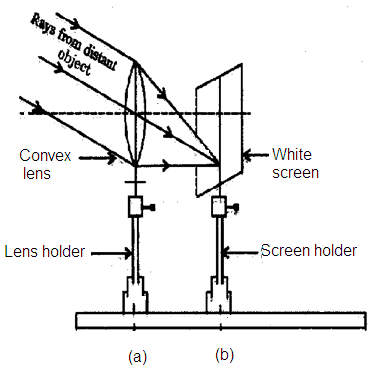 Rays from distant
object
Convex
lens
White
screen
Lens holder
Screen holder
(a)
(b)